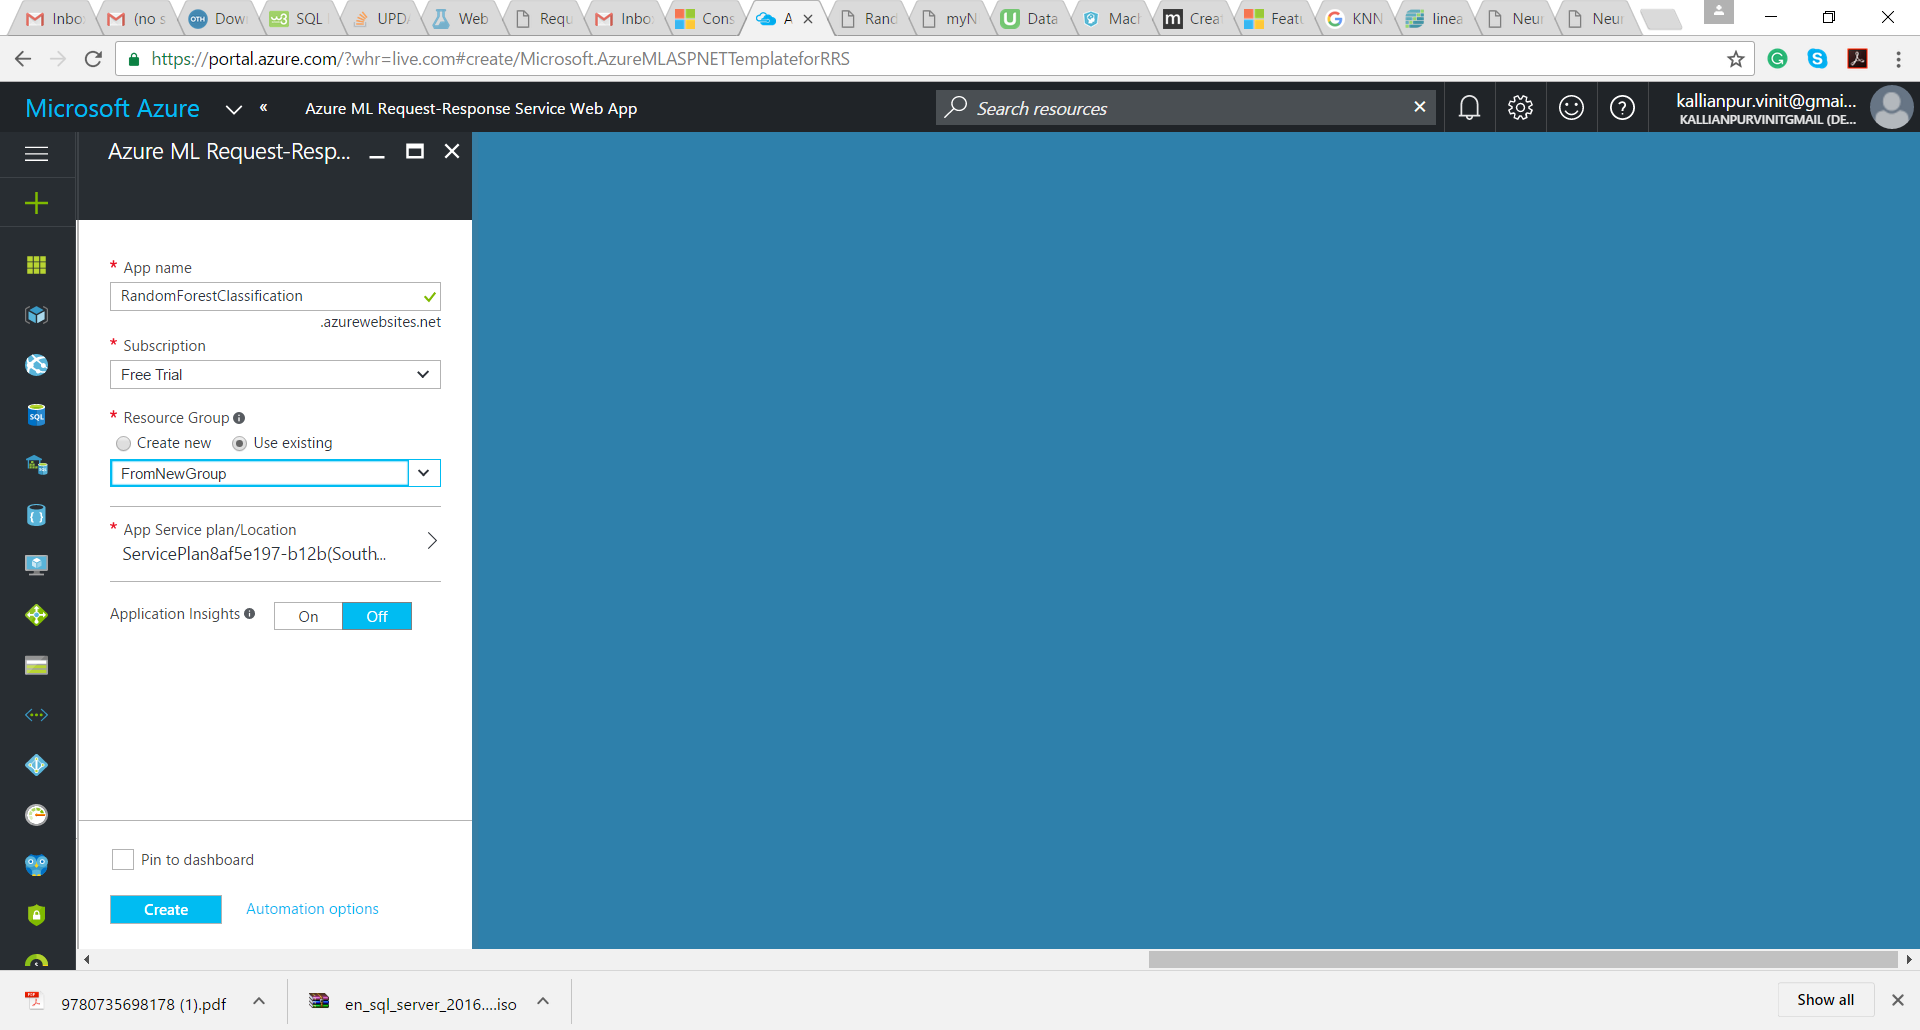 Inbo
(no s
Dow
SQL
UPD
Web
Requ
Inbo
Cons
A
Rand
myN
Data
Mach
Crea
Featu
KNN
linea
Neur
Neur
https://portal.azure.com/?whr=live.com#create/Microsoft.AzureMLASPNETTemplateforRRS
Microsoft Azure
Azure ML Request-Response Service Web App
Search resources
kallianpur.vinit@gmai...
KALLIANPURVINITGMAIL (DE...
Azure ML Request-Resp...
* App name
RandomForestClassification
.azurewebsites.net
* Subscription
Free Trial
* Resource Group
Create new Use existing
FromNewGroup
* App Service plan/Location
ServicePlan8af5e197-b12b(South...
Application Insights On Off
Pin to dashboard
Create Automation options
9780735698178 (1).pdf
en_sql_server_2016....iso
Show all